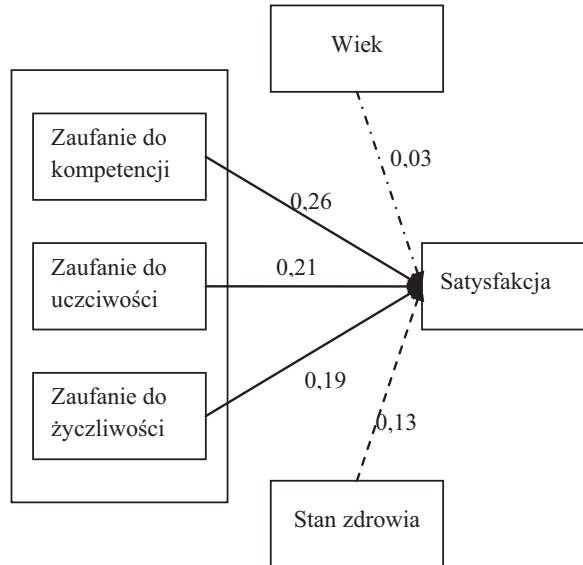 Wiek
Zaufanie do
kompetencji
0,03
0,26
Zaufanie do
uczciwości
0,21
Satysfakcja
Zaufanie do
życzliwości
0,19
0,13
Stan zdrowia